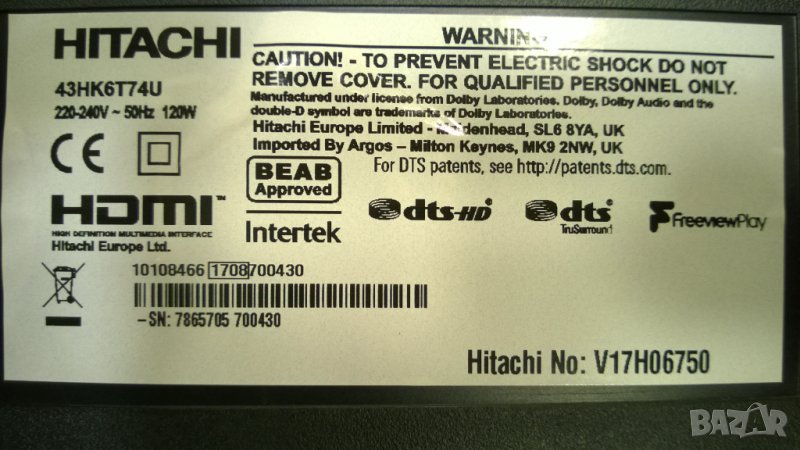 HITACHI
43HK6T74U
220-240V ~ 50Hz 120W
CE
HDMI™
HIGH DEFINITION MULTIMEDIA INTERFACE
Hitachi Europe Ltd.
WARNING
CAUTION! - TO PREVENT ELECTRIC SHOCK DO NOT
REMOVE COVER. FOR QUALIFIED PERSONNEL ONLY.
Manufactured under license from Dolby Laboratories. Dolby, Dolby Audio and the
double-D symbol are trademarks of Dolby Laboratories.
Hitachi Europe Limited - Maidenhead, SL6 8YA, UK
Imported By Argos - Milton Keynes, MK9 2NW, UK
For DTS patents, see http://patents.dts.com.
BEAB
Approved
Intertek
dts-HD
dts
TruSurround
FreeviewPlay
10108466 1708700430
-SN: 7865705 700430
Hitachi No: V17H06750
BAZAR